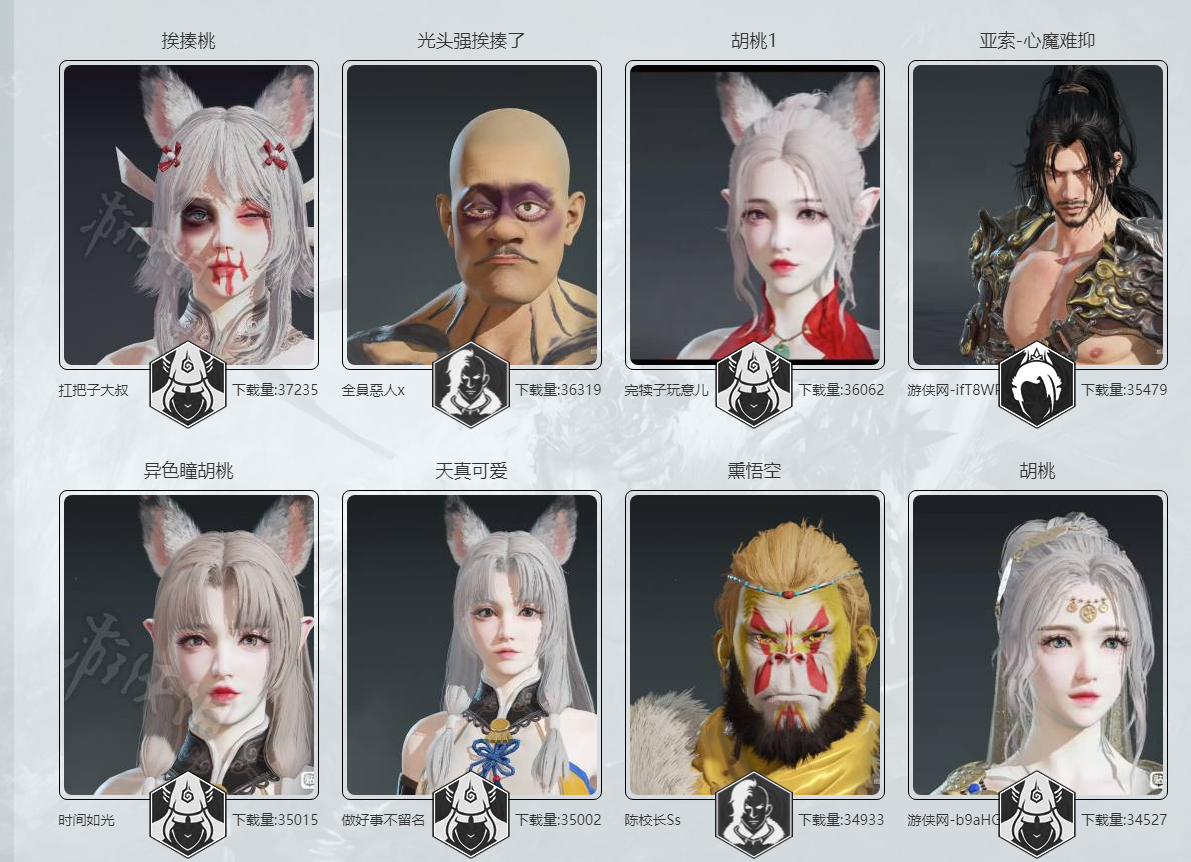 挨揍桃
光头强挨揍了
胡桃1
亚索-心魔难抑
扛把子大叔
下载量:37235
全員惡人x
下载量:36319
完犊子玩意儿
下载量:36062
游侠网-ifT8WF
下载量:35479
异色瞳胡桃
天真可爱
熏悟空
胡桃
时间如光
下载量:35015
做好事不留名
下载量:35002
陈校长Ss
下载量:34933
游侠网-b9aHG
下载量:34527